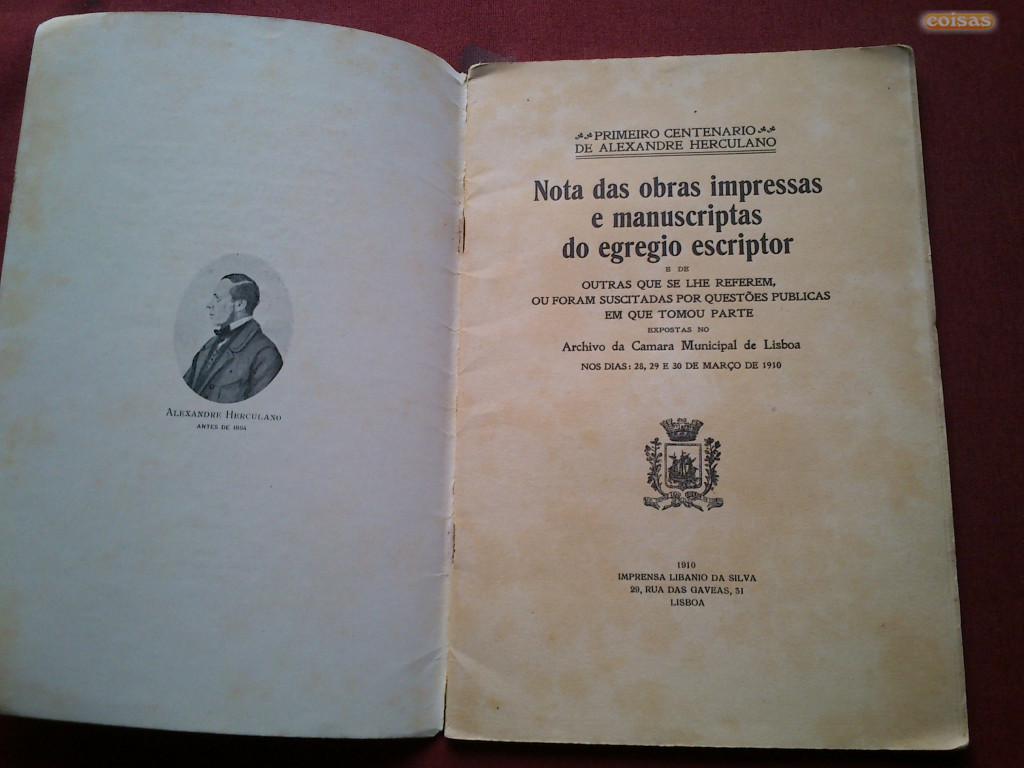 coisas
ALEXANDRE HERCULANO
ANTES DE 1864
PRIMEIRO CENTENARIO
DE ALEXANDRE HERCULANO
Nota das obras impressas
e manuscriptas
do egregio escriptor
E DE
OUTRAS QUE SE LHE REFEREM,
OU FORAM SUSCITADAS POR QUESTÕES PUBLICAS
EM QUE TOMOU PARTE
EXPOSTAS NO
Archivo da Camara Municipal de Lisboa
NOS DIAS: 28, 29 E 30 DE MARÇO DE 1910
1910
IMPRENSA LIBANIO DA SILVA
29, RUA DAS GAVEAS, 31
LISBOA